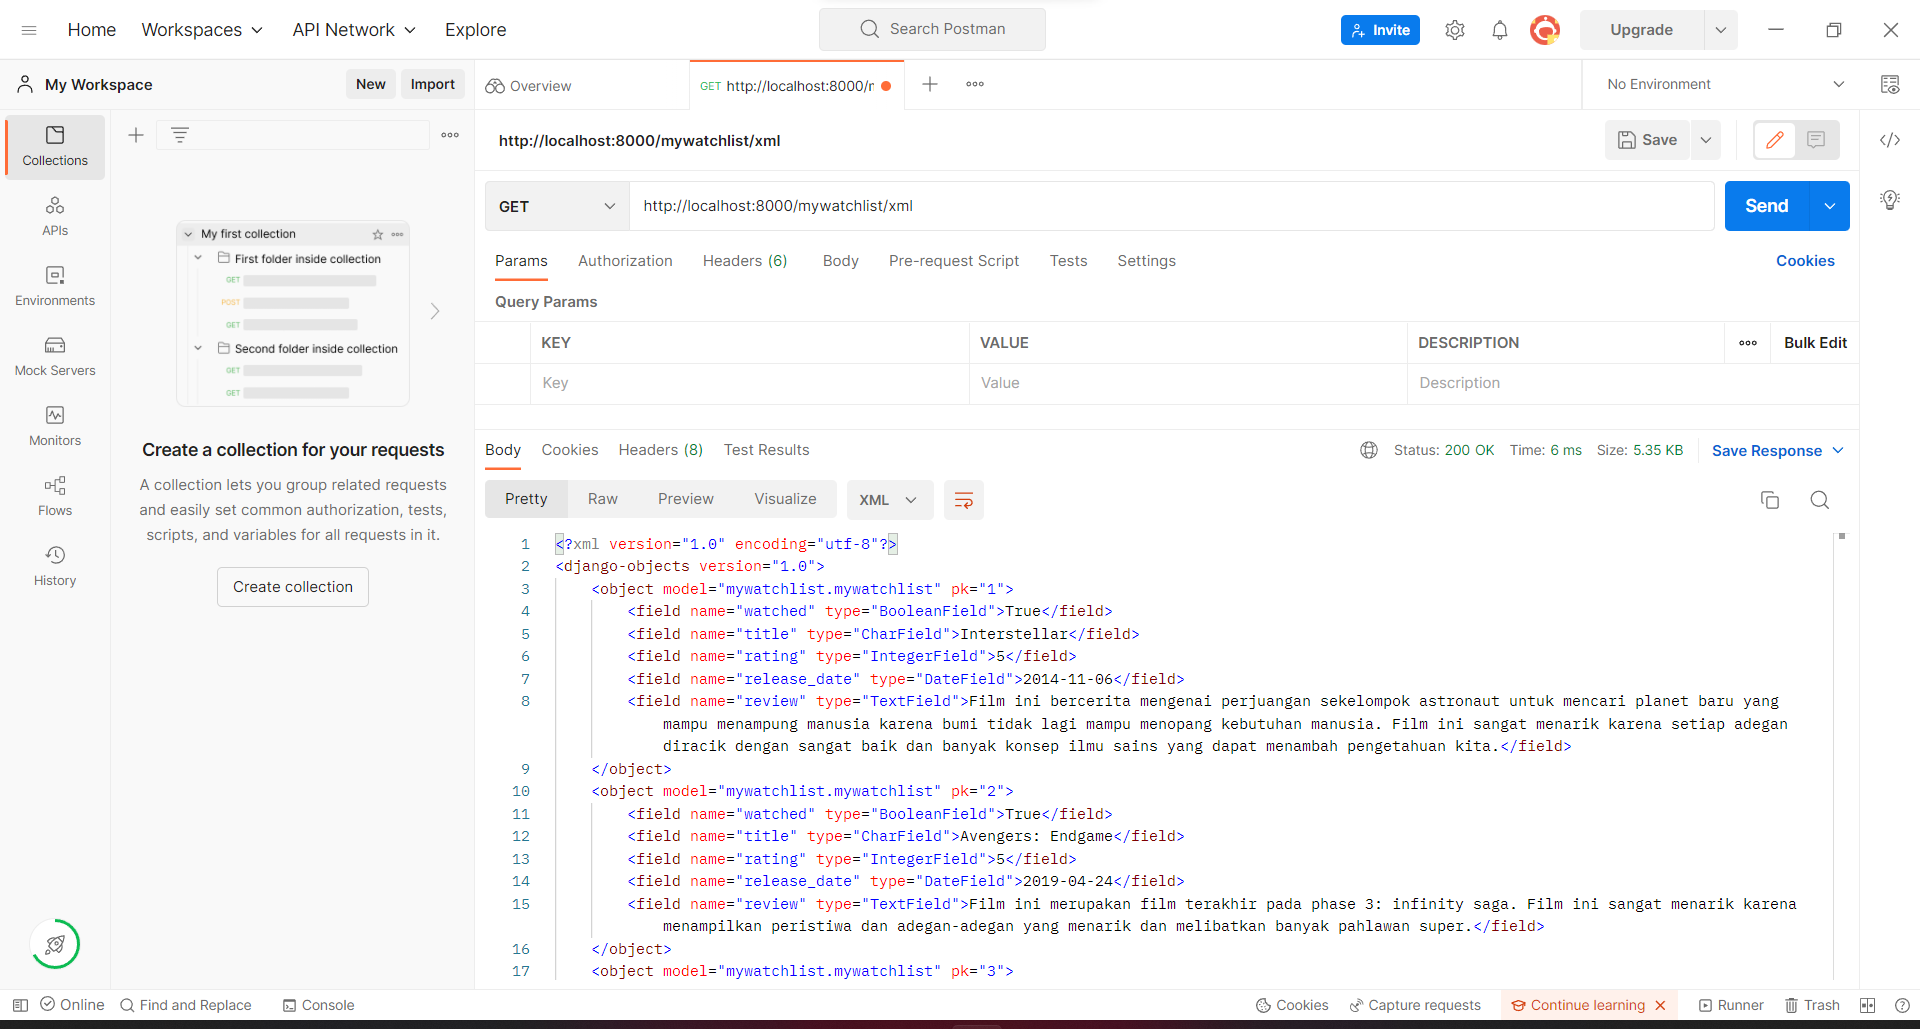 Home
Workspaces
API Network
Explore
Search Postman
Invite
Upgrade
My Workspace
New
Import
Overview
GET http://localhost:8000/r
No Environment
Collections
APIs
Environments
Mock Servers
Monitors
Flows
History
My first collection
First folder inside collection
GET
POST
GET
Second folder inside collection
GET
GET
Create a collection for your requests
A collection lets you group related requests
and easily set common authorization, tests,
scripts, and variables for all requests in it.
Create collection
http://localhost:8000/mywatchlist/xml
Save
GET
http://localhost:8000/mywatchlist/xml
Send
Params
Authorization
Headers (6)
Body
Pre-request Script
Tests
Settings
Cookies
Query Params
KEY
VALUE
DESCRIPTION
Bulk Edit
Key
Value
Description
Body
Cookies
Headers (8)
Test Results
Status: 200 OK
Time: 6 ms
Size: 5.35 KB
Save Response
Pretty
Raw
Preview
Visualize
XML
1 <?xml version="1.0" encoding="utf-8"?>
2 <django-objects version="1.0">
3 <object model="mywatchlist.mywatchlist" pk="1">
4 <field name="watched" type="BooleanField">True</field>
5 <field name="title" type="CharField">Interstellar</field>
6 <field name="rating" type="IntegerField">5</field>
7 <field name="release_date" type="DateField">2014-11-06</field>
8 <field name="review" type="TextField">Film ini bercerita mengenai perjuangan sekelompok astronaut untuk mencari planet baru yang
mampu menampung manusia karena bumi tidak lagi mampu menopang kebutuhan manusia. Film ini sangat menarik karena setiap adegan
diracik dengan sangat baik dan banyak konsep ilmu sains yang dapat menambah pengetahuan kita.</field>
9 </object>
10 <object model="mywatchlist.mywatchlist" pk="2">
11 <field name="watched" type="BooleanField">True</field>
12 <field name="title" type="CharField">Avengers: Endgame</field>
13 <field name="rating" type="IntegerField">5</field>
14 <field name="release_date" type="DateField">2019-04-24</field>
15 <field name="review" type="TextField">Film ini merupakan film terakhir pada phase 3: infinity saga. Film ini sangat menarik karena
menampilkan peristiwa dan adegan-adegan yang menarik dan melibatkan banyak pahlawan super.</field>
16 </object>
17 <object model="mywatchlist.mywatchlist" pk="3">
Online
Find and Replace
Console
Cookies
Capture requests
Continue learning
Runner
Trash